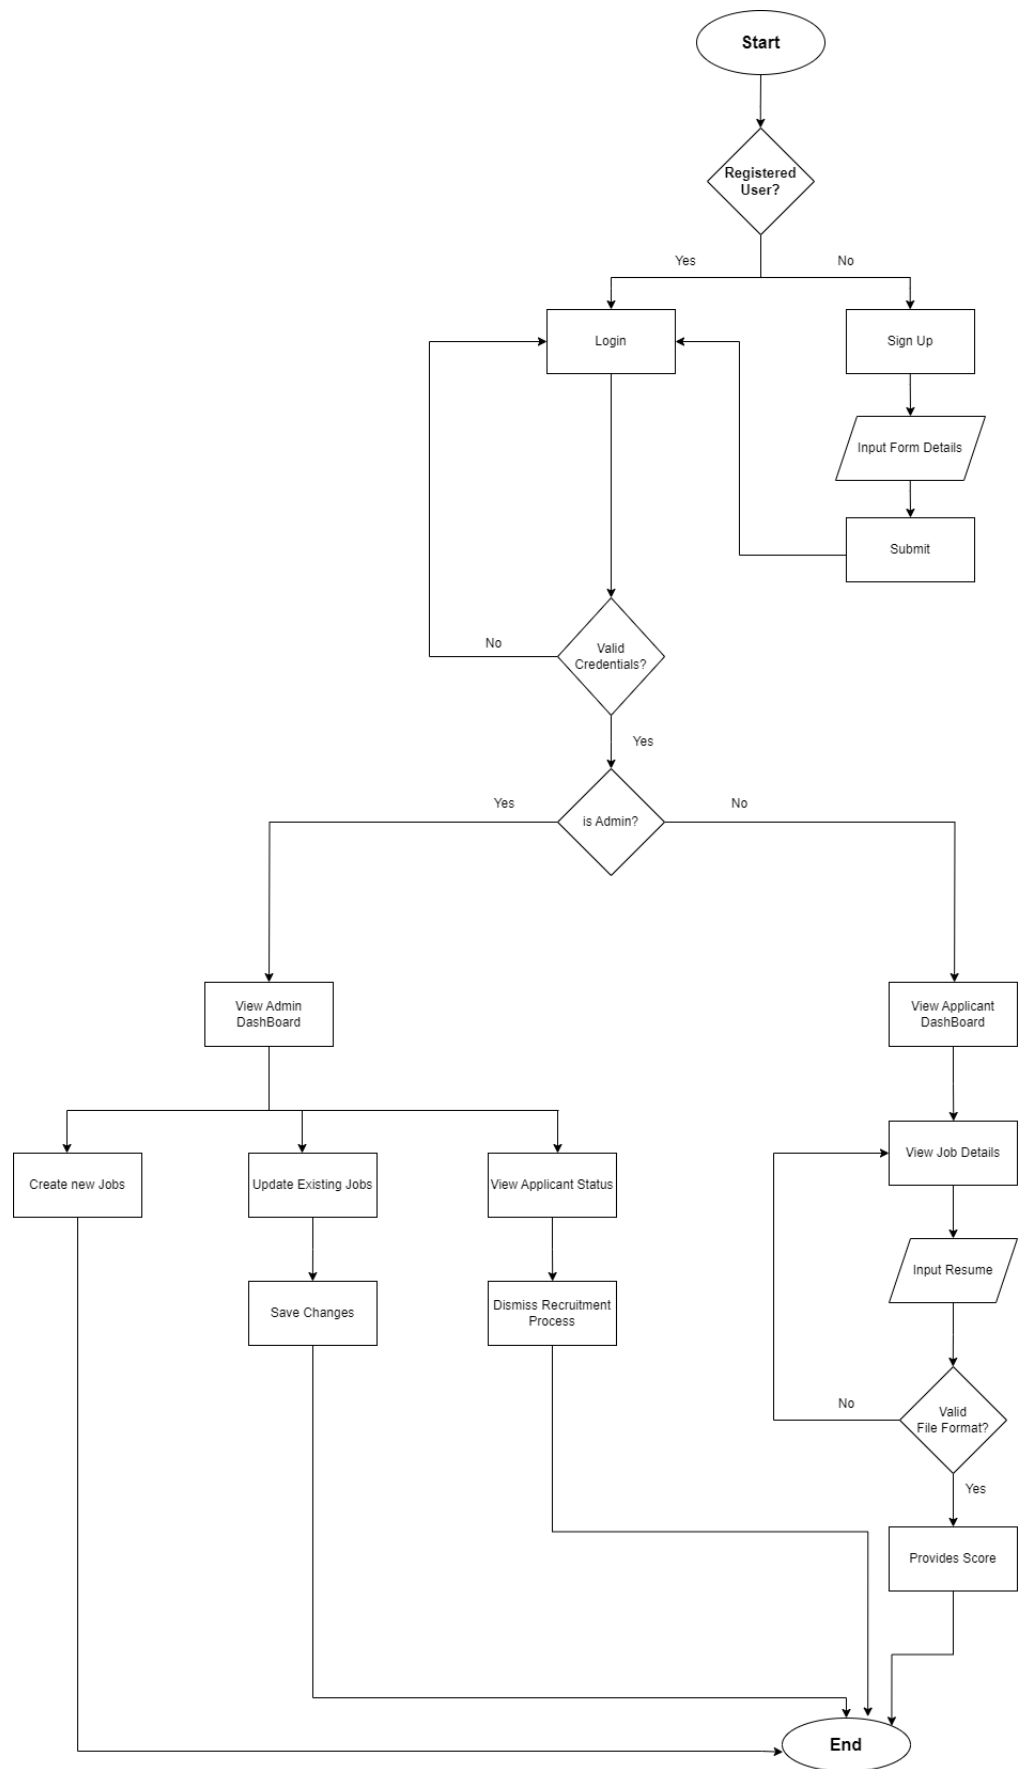 Start
Registered
User?
Yes
No
Login
Sign Up
Input Form Details
Submit
No
Valid
Credentials?
Yes
Yes
is Admin?
No
View Admin
DashBoard
View Applicant
DashBoard
Create new Jobs
Update Existing Jobs
View Applicant Status
View Job Details
Input Resume
Save Changes
Dismiss Recruitment
Process
No
Valid
File Format?
Yes
Provides Score
End